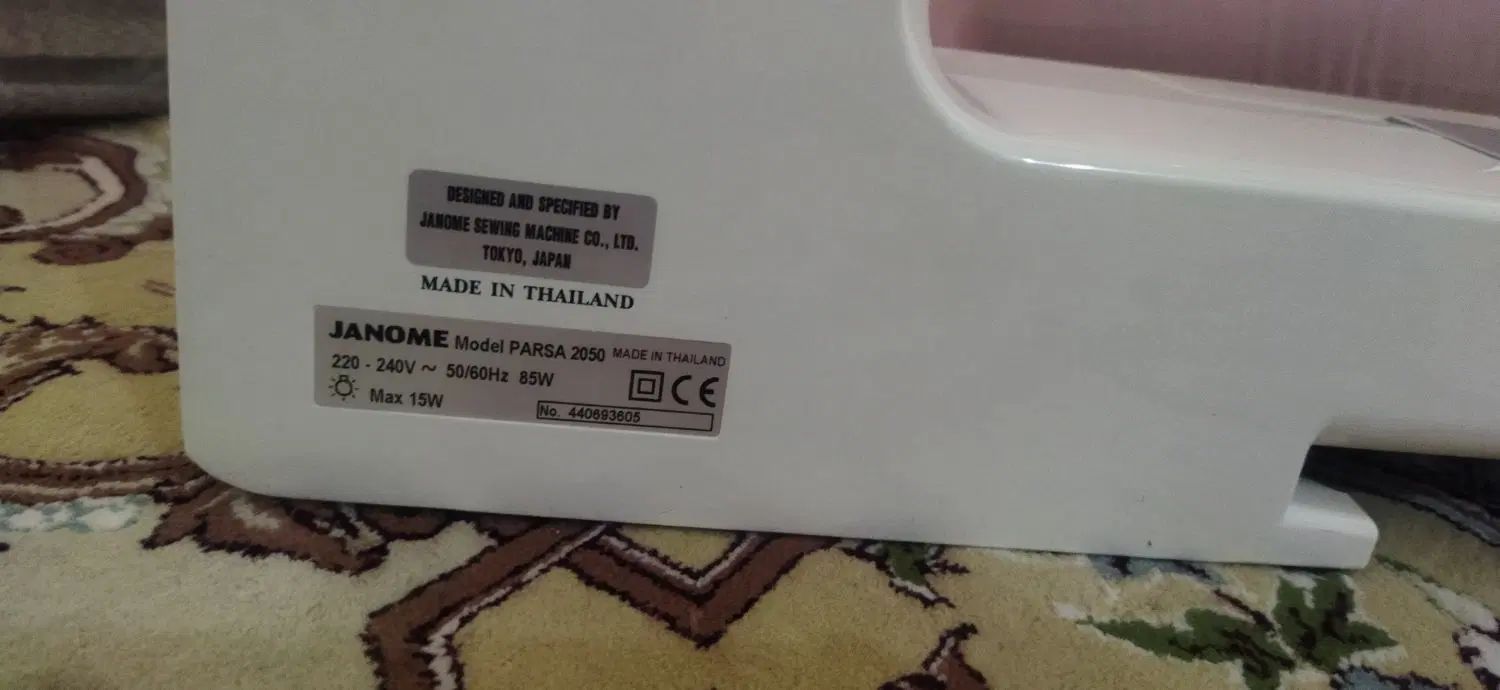 DESIGNED AND SPECIFIED BY
JANOME SEWING MACHINE CO., LTD.
TOKYO, JAPAN
MADE IN THAILAND
JANOME Model PARSA 2050 MADE IN THAILAND
220 - 240V ~ 50/60Hz 85W
CE
Max 15W
No. 440693605